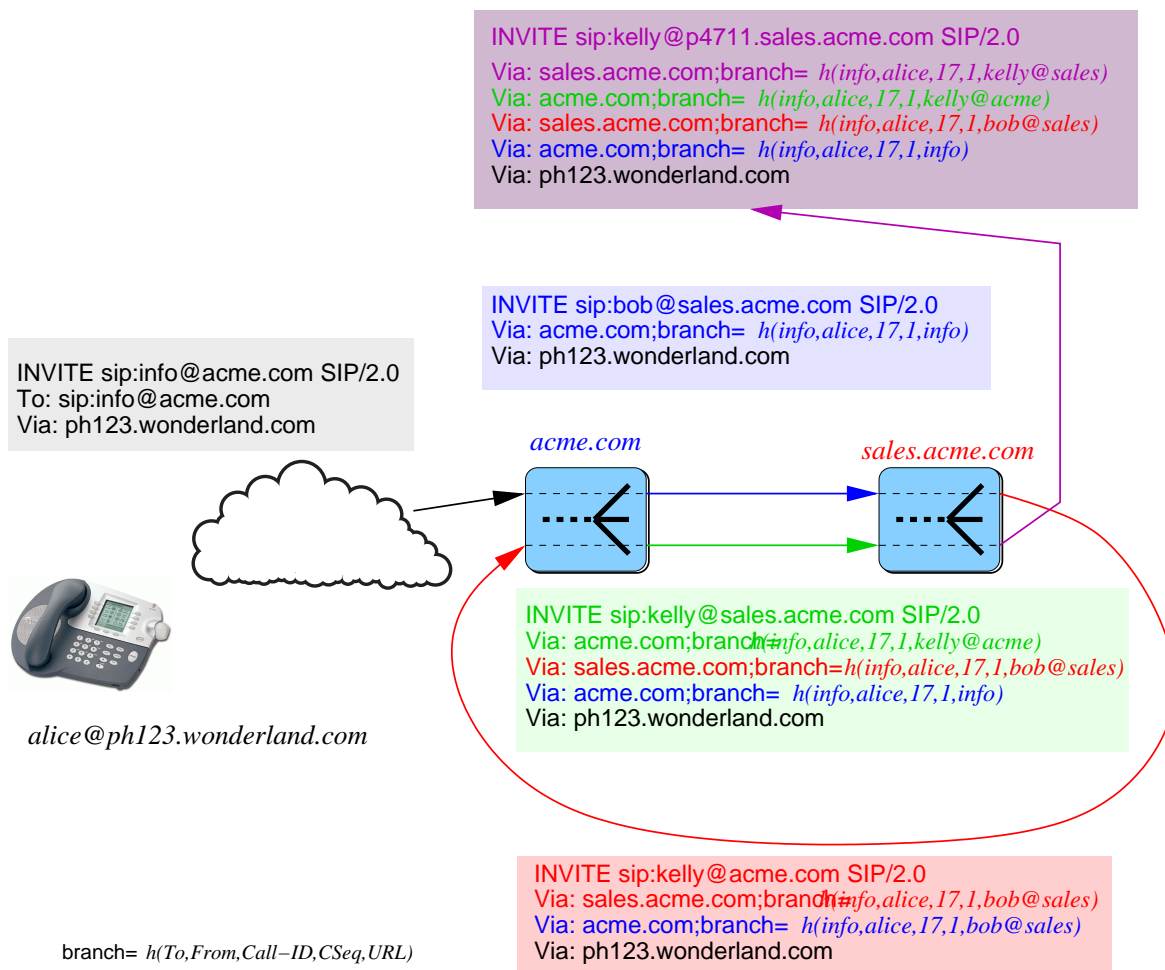 INVITE sip:kelly@p4711.sales.acme.com SIP/2.0
Via: sales.acme.com;branch= h(info,alice,17,1,kelly@sales)
Via: acme.com;branch= h(info,alice,17,1,kelly@acme)
Via: sales.acme.com;branch= h(info,alice,17,1,bob@sales)
Via: acme.com;branch= h(info,alice,17,1,info)
Via: ph123.wonderland.com
INVITE sip:bob@sales.acme.com SIP/2.0
Via: acme.com;branch= h(info,alice,17,1,info)
Via: ph123.wonderland.com
INVITE sip:info@acme.com SIP/2.0
To: sip:info@acme.com
Via: ph123.wonderland.com
acme.com
sales.acme.com
INVITE sip:kelly@sales.acme.com SIP/2.0
Via: acme.com;branch=h(info,alice,17,1,kelly@acme)
Via: sales.acme.com;branch=h(info,alice,17,1,bob@sales)
Via: acme.com;branch= h(info,alice,17,1,info)
Via: ph123.wonderland.com
alice@ph123.wonderland.com
INVITE sip:kelly@acme.com SIP/2.0
Via: sales.acme.com;branch=h(info,alice,17,1,bob@sales)
Via: acme.com;branch= h(info,alice,17,1,bob@sales)
Via: ph123.wonderland.com
branch= h(To,From,Call−ID,CSeq,URL)